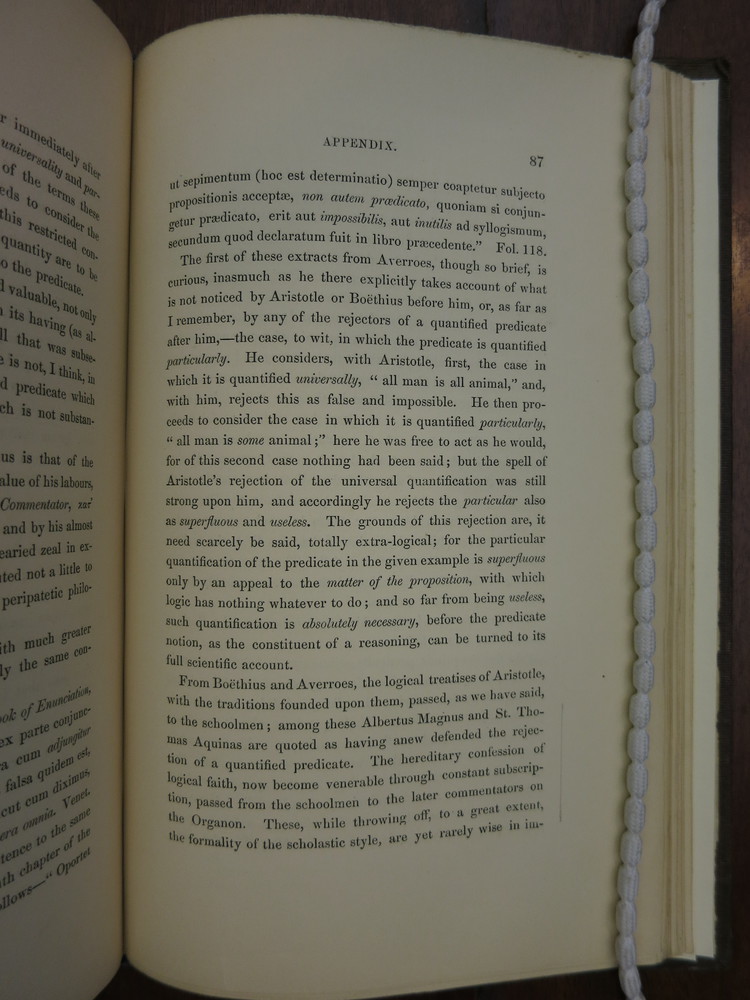 r immediately after
universality and par-
of the terms these
eds to consider the
this restricted con-
quantity are to be
o the predicate.
d valuable, not only
its having (as al-
ll that was subse-
e is not, I think, in
d predicate which
ch is not substan-
us is that of the
alue of his labours,
Commentator,
and by his almost
earied zeal in ex-
ted not a little to
peripatetic philo-
ith much greater
ly the same con-
ook of Enunciation,
ex parte conjunc-
a cum adjungitur
falsa quidem est,
cut cum diximus,
era omnia. Venet.
tence to the same
th chapter of the
llows—“ Oportet
APPENDIX.
87
ut sepimentum (hoc est determinatio) semper coaptetur subjecto
propositionis acceptæ, non autem prædicato, quoniam si conjun-
getur prædicato, erit aut impossibilis, aut inutilis ad syllogismum,
secundum quod declaratum fuit in libro præcedente.” Fol. 118.
The first of these extracts from Averroes, though so brief, is
curious, inasmuch as he there explicitly takes account of what
is not noticed by Aristotle or Boëthius before him, or, as far as
I remember, by any of the rejectors of a quantified predicate
after him,—the case, to wit, in which the predicate is quantified
particularly. He considers, with Aristotle, first, the case in
which it is quantified universally, “ all man is all animal,” and,
with him, rejects this as false and impossible. He then pro-
ceeds to consider the case in which it is quantified particularly,
“ all man is some animal ;” here he was free to act as he would,
for of this second case nothing had been said; but the spell of
Aristotle’s rejection of the universal quantification was still
strong upon him, and accordingly he rejects the particular also
as superfluous and useless. The grounds of this rejection are, it
need scarcely be said, totally extra-logical; for the particular
quantification of the predicate in the given example is superfluous
only by an appeal to the matter of the proposition, with which
logic has nothing whatever to do ; and so far from being useless,
such quantification is absolutely necessary, before the predicate
notion, as the constituent of a reasoning, can be turned to its
full scientific account.
From Boëthius and Averroes, the logical treatises of Aristotle,
with the traditions founded upon them, passed, as we have said,
to the schoolmen ; among these Albertus Magnus and St. Tho-
mas Aquinas are quoted as having anew defended the rejec-
tion of a quantified predicate. The hereditary confession of
logical faith, now become venerable through constant subscrip-
tion, passed from the schoolmen to the later commentators on
the Organon. These, while throwing off, to a great extent,
the formality of the scholastic style, are yet rarely wise in im-